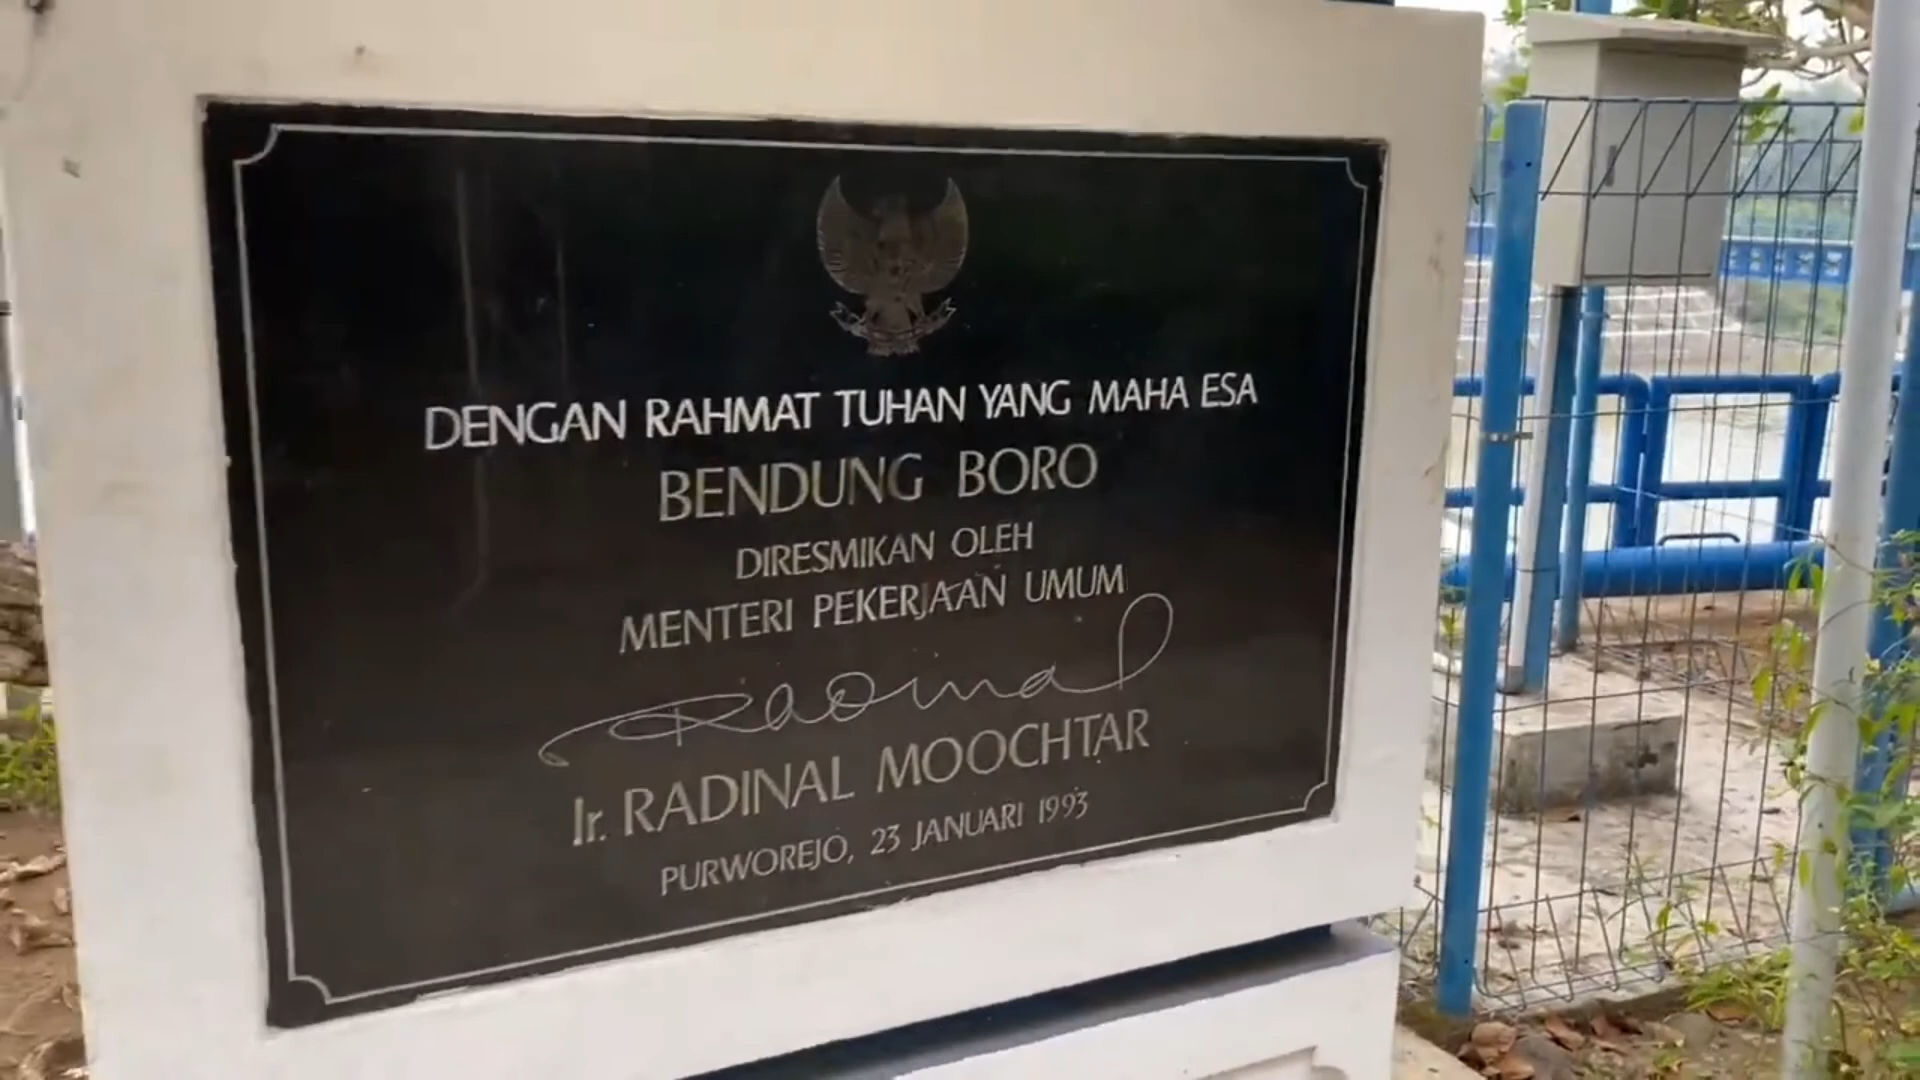 DENGAN RAHMAT TUHAN YANG MAHA ESA
BENDUNG BORO
DIRESMIKAN OLEH
MENTERI PEKERJAAN UMUM
Radinal
Ir. RADINAL MOOCHTAR
PURWOREJO, 23 JANUARI 1993